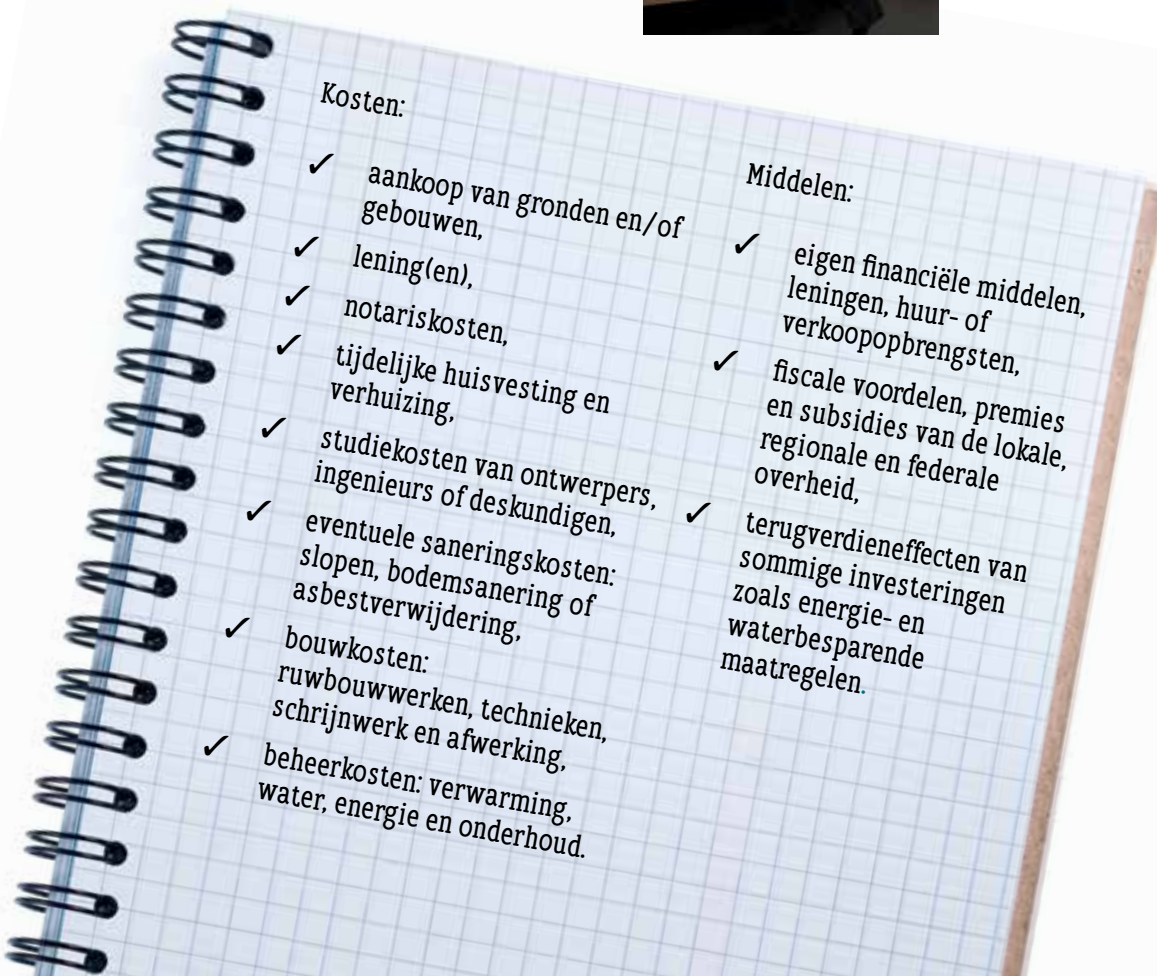 Kosten:
✓ aankoop van gronden en/of
gebouwen,
✓ lening(en),
✓ notariskosten,
✓ tijdelijke huisvesting en
verhuizing,
✓ studiekosten van ontwerpers,
ingenieurs of deskundigen,
✓ eventuele saneringskosten:
slopen, bodemsanering of
asbestverwijdering,
✓ bouwkosten:
ruwbouwwerken, technieken,
schrijnwerk en afwerking,
✓ beheerkosten: verwarming,
water, energie en onderhoud.
Middelen:
✓ eigen financiële middelen,
leningen, huur- of
verkoopopbrengsten,
✓ fiscale voordelen, premies
en subsidies van de lokale,
regionale en federale
overheid,
✓ terugverdieneffecten van
sommige investeringen
zoals energie- en
waterbesparende
maatregelen.